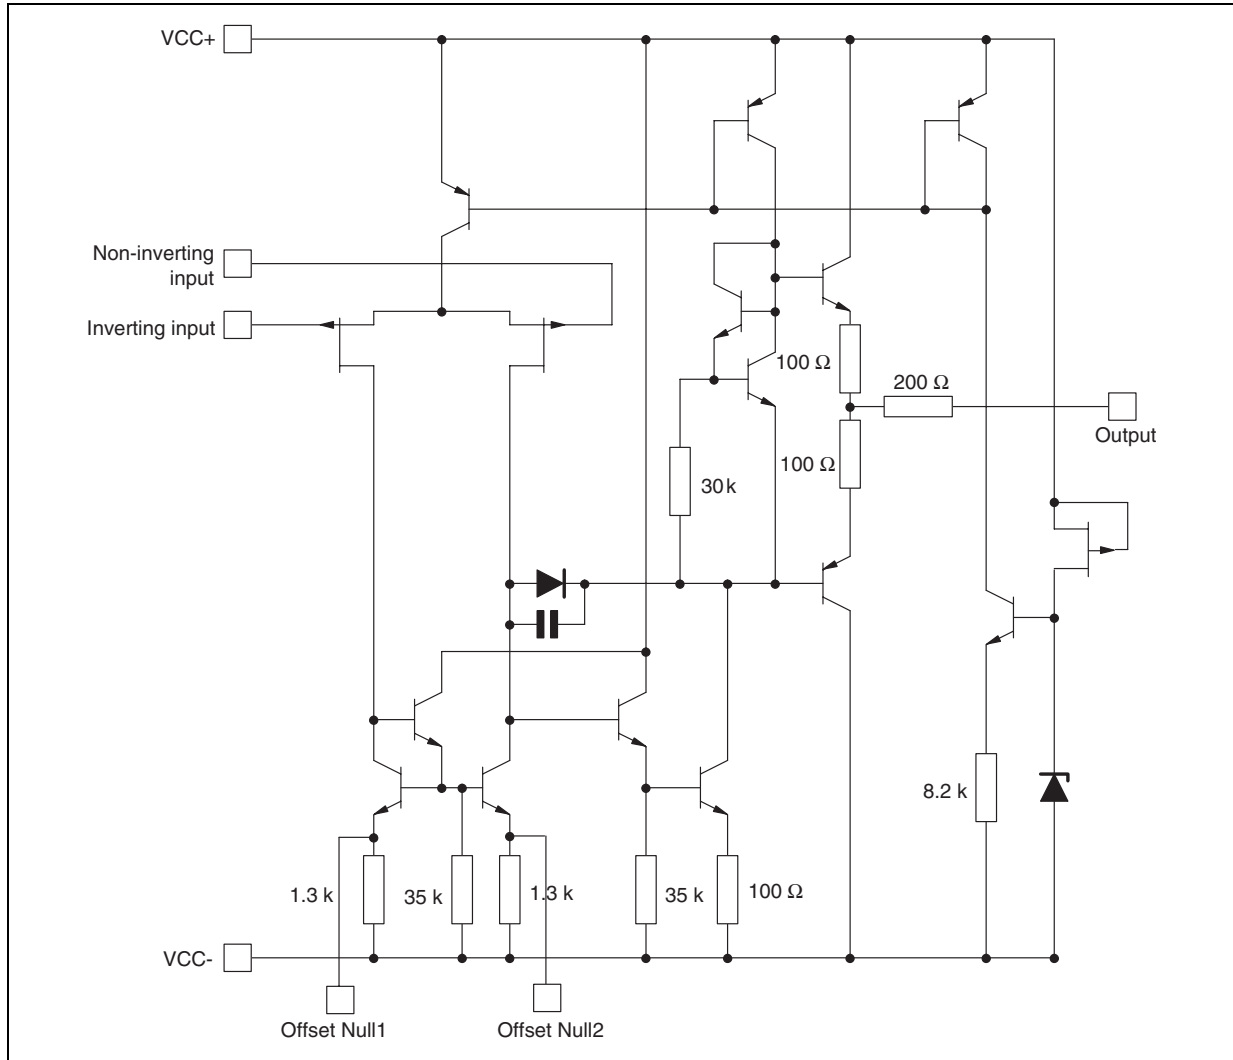 VCC+
Non-inverting
input
Inverting input
100 Ω
200 Ω
Output
100 Ω
30k
8.2 k
1.3 k
35 k
1.3 k
35 k
100 Ω
VCC-
Offset Null1
Offset Null2